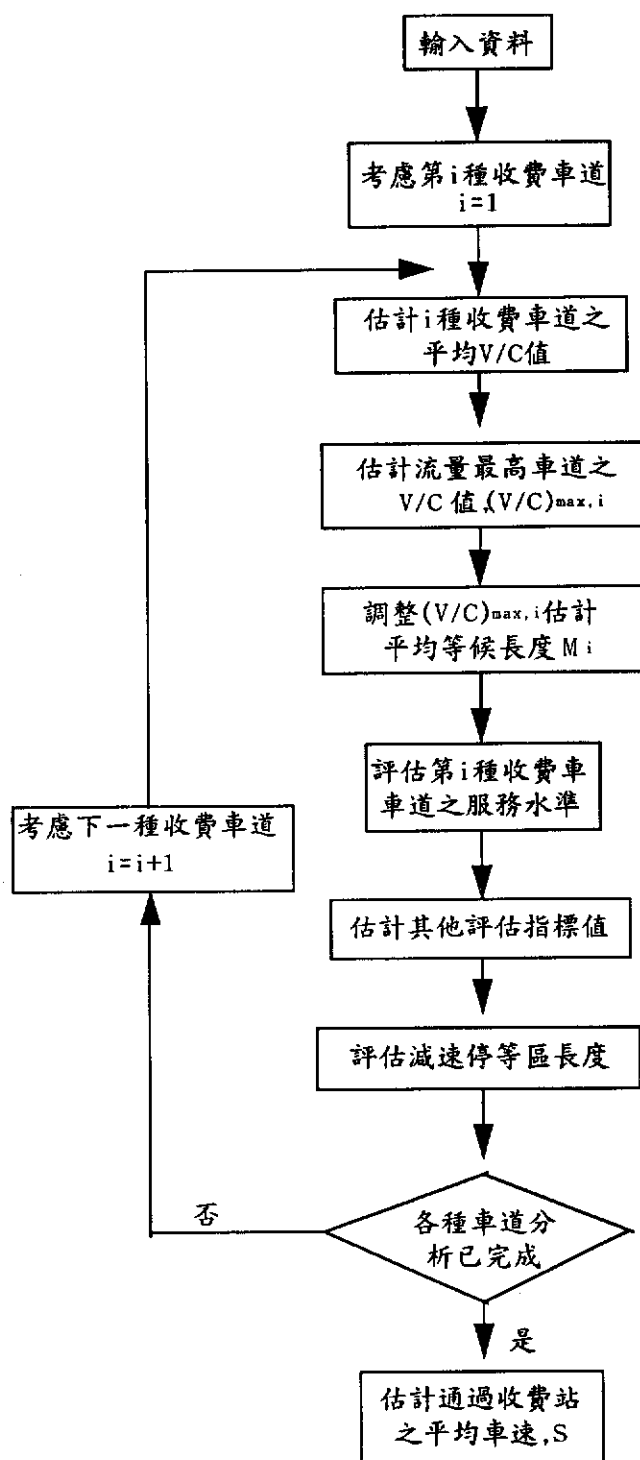 輸入資料
考慮第i種收費車道
i=1
估計i種收費車道之
平均V/C值
估計流量最高車道之
V/C值,(V/C)max,i
調整(V/C)max,i估計
平均等候長度Mi
評估第i種收費車
車道之服務水準
考慮下一種收費車道
i=i+1
估計其他評估指標值
評估減速停等區長度
否
各種車道分
析已完成
是
估計通過收費站
之平均車速,S